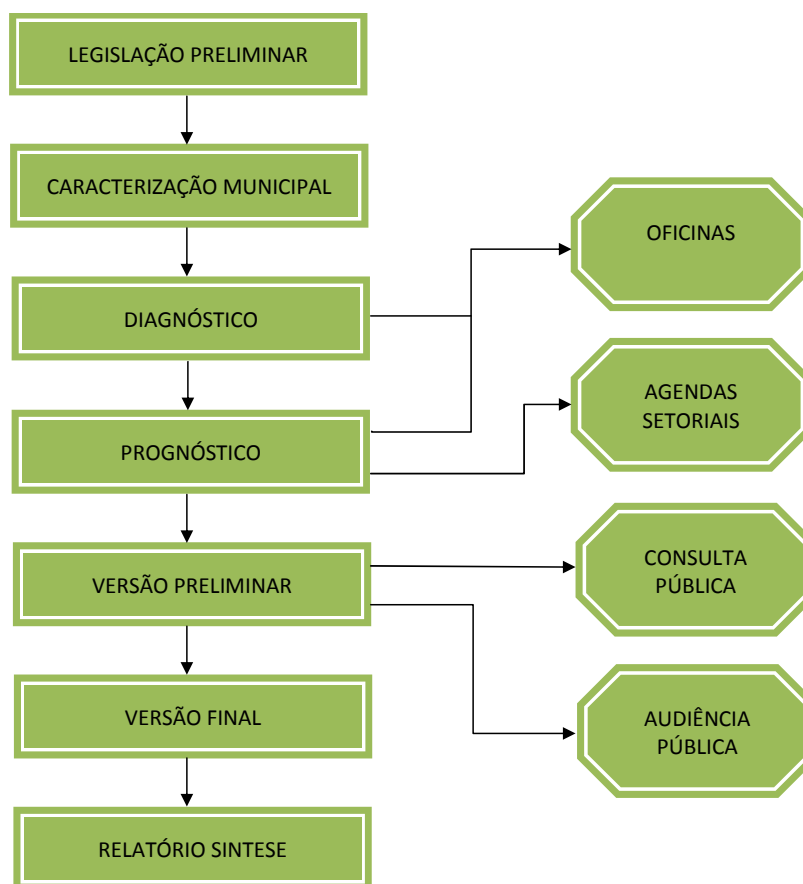 LEGISLAÇÃO PRELIMINAR
CARACTERIZAÇÃO MUNICIPAL
DIAGNÓSTICO
PROGNÓSTICO
VERSÃO PRELIMINAR
VERSÃO FINAL
RELATÓRIO SINTESE
OFICINAS
AGENDAS
SETORIAIS
CONSULTA
PÚBLICA
AUDIÊNCIA
PÚBLICA